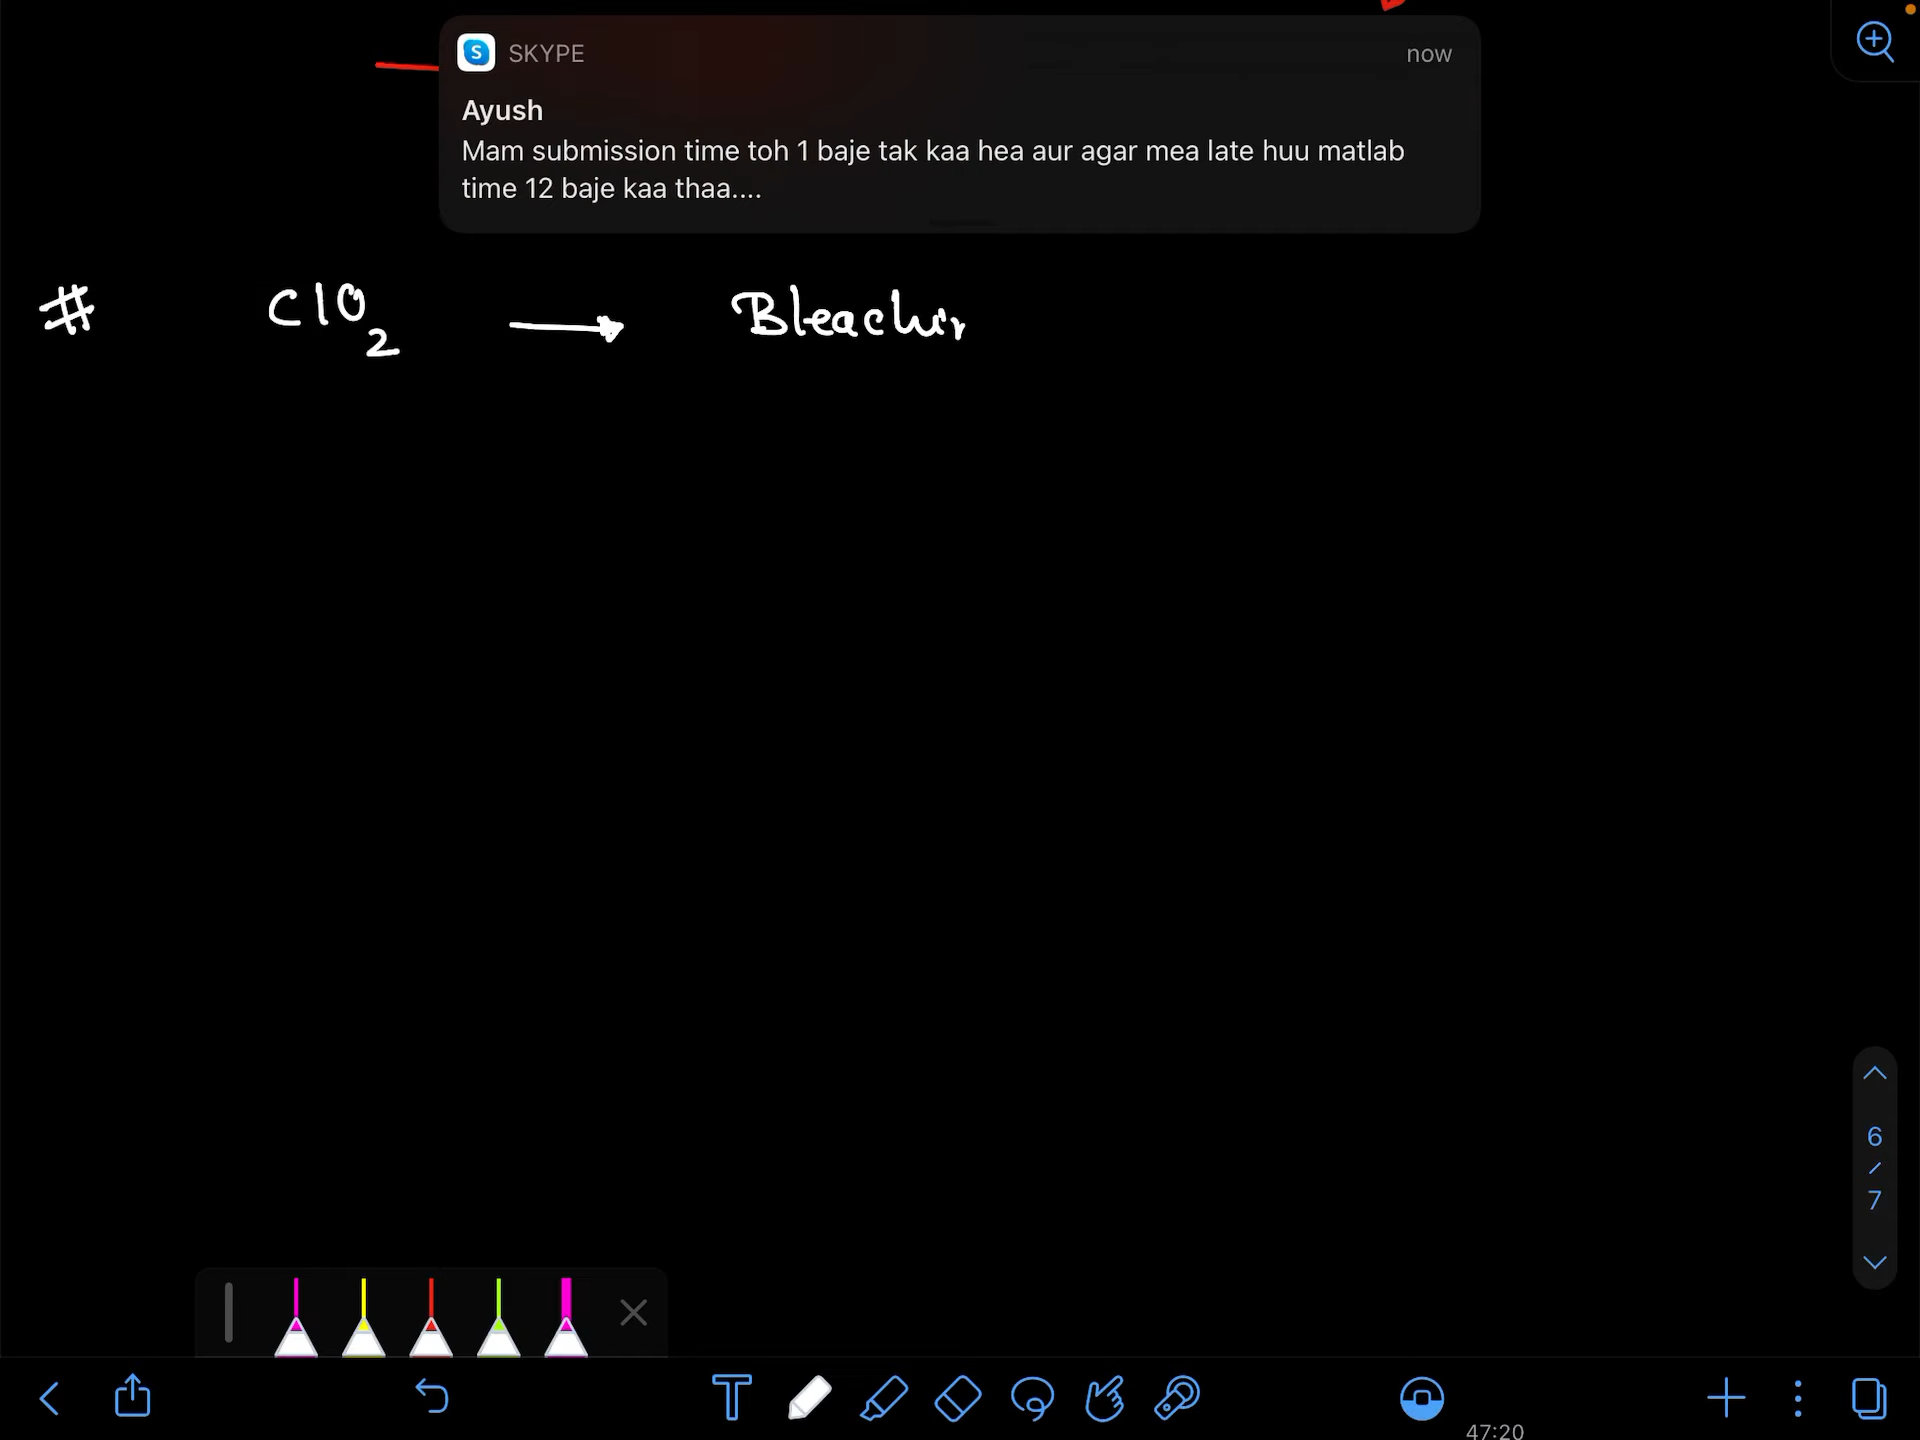 SKYPE now
Ayush
Mam submission time toh 1 baje tak kaa hea aur agar mea late huu matlab
time 12 baje kaa thaa....
# ClO2 → Bleachin
6
/
7
47:20